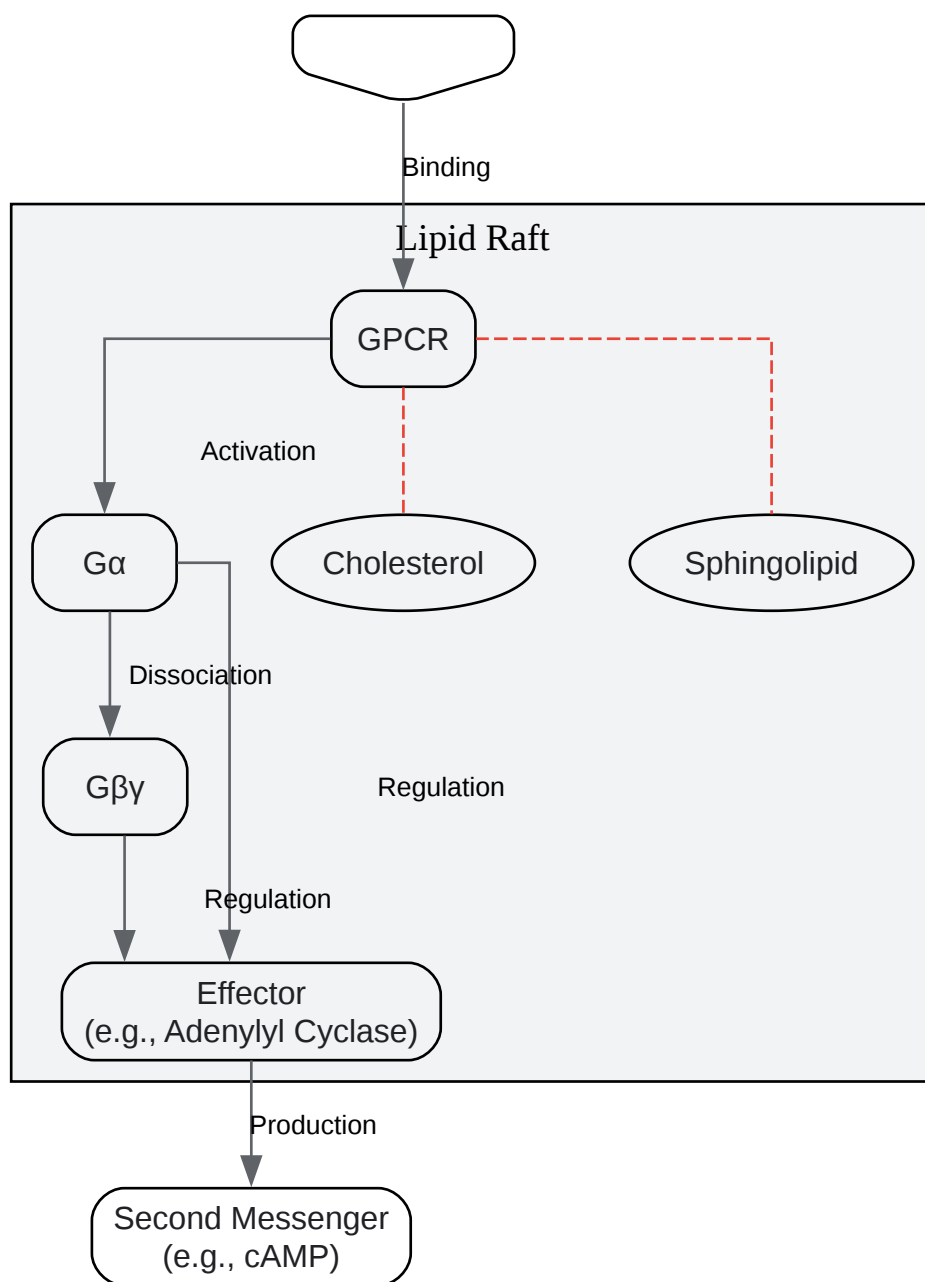 Binding
Lipid Raft
GPCR
Activation
Gα
Cholesterol
Sphingolipid
Dissociation
Gβγ
Regulation
Regulation
Effector
(e.g., Adenylyl Cyclase)
Production
Second Messenger
(e.g., cAMP)